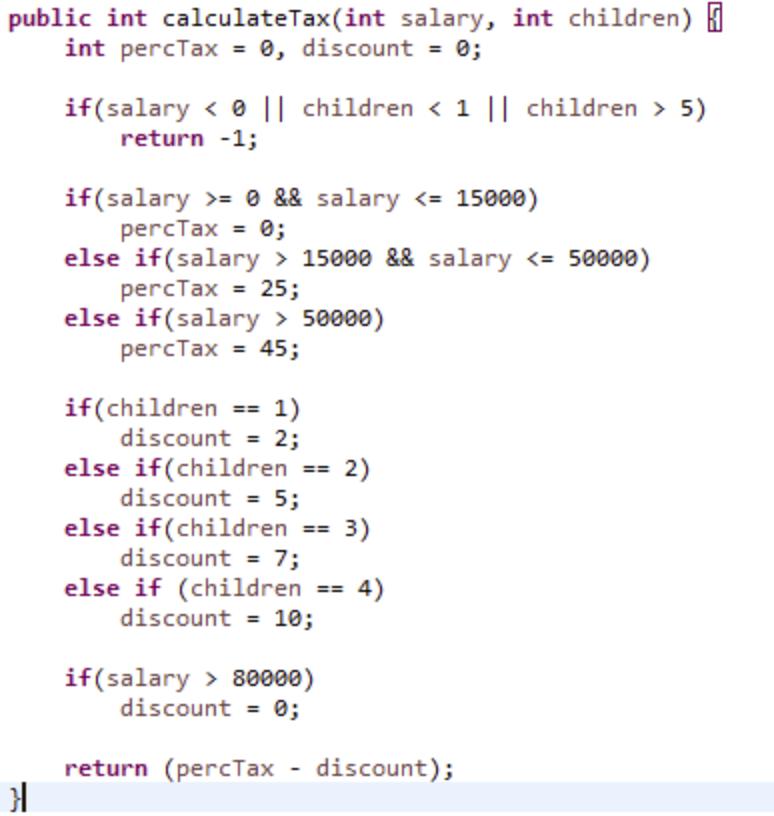 public int calculateTax(int salary, int children) {
    int percTax = 0, discount = 0;
    if(salary < 0 || children < 1 || children > 5)
        return -1;
    if(salary >= 0 && salary <= 15000)
        percTax = 0;
    else if(salary > 15000 && salary <= 50000)
        percTax = 25;
    else if(salary > 50000)
        percTax = 45;
    if(children == 1)
        discount = 2;
    else if(children == 2)
        discount = 5;
    else if(children == 3)
        discount = 7;
    else if (children == 4)
        discount = 10;
    if(salary > 80000)
        discount = 0;
    return (percTax - discount);
}